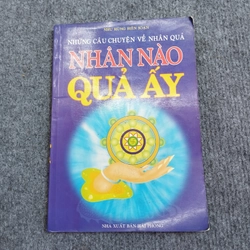 NHỮNG CÂU CHUYỆN VỀ NHÂN QUẢ
NHÂN NÀO
QUẢ ẤY
NHÀ XUẤT BẢN HẢI PHÒNG